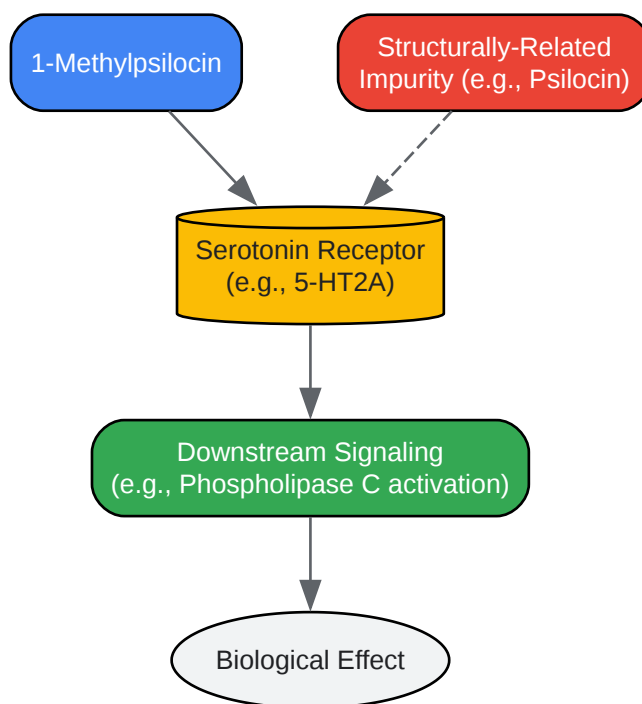 1-Methylpsilocin
Structurally-Related
Impurity (e.g., Psilocin)
Serotonin Receptor
(e.g., 5-HT2A)
Downstream Signaling
(e.g., Phospholipase C activation)
Biological Effect